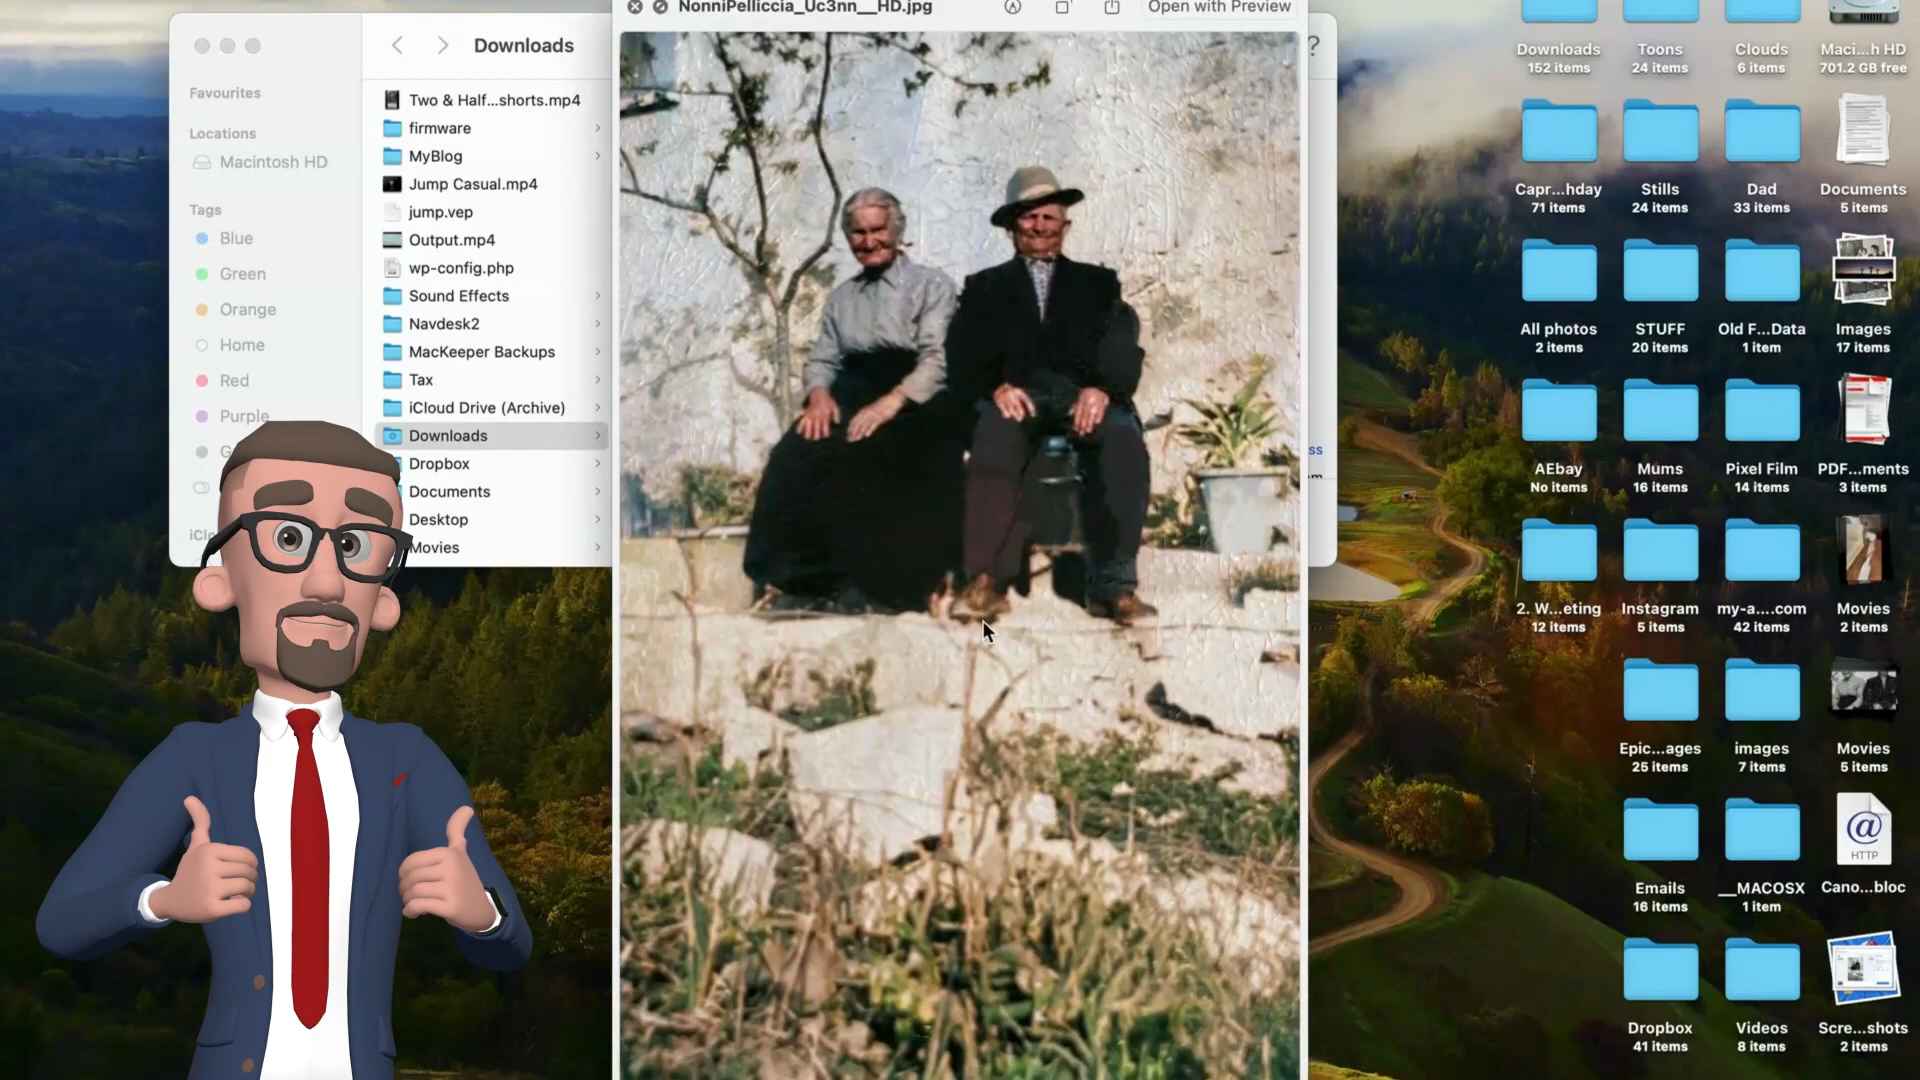 NonniPelliccia_Uc3nn__HD.jpg
Open with Preview
Downloads
?
Favourites
Locations
Macintosh HD
Tags
Blue
Green
Orange
Home
Red
Purple
G
iClo
Two & Half...shorts.mp4
firmware
MyBlog
Jump Casual.mp4
jump.vep
Output.mp4
wp-config.php
Sound Effects
Navdesk2
MacKeeper Backups
Tax
iCloud Drive (Archive)
Downloads
Dropbox
Documents
Desktop
Movies
ss
Downloads
152 items
Toons
24 items
Clouds
6 items
Maci...h HD
701.2 GB free
Capr...hday
71 items
Stills
24 items
Dad
33 items
Documents
5 items
All photos
2 items
STUFF
20 items
Old F...Data
1 item
Images
17 items
AEbay
No items
Mums
16 items
Pixel Film
14 items
PDF...ments
3 items
2. W...eting
12 items
Instagram
5 items
my-a....com
42 items
Movies
2 items
Epic...ages
25 items
images
7 items
Movies
5 items
Emails
16 items
__MACOSX
1 item
@
HTTP
Cano...bloc
Dropbox
41 items
Videos
8 items
Scre...shots
2 items